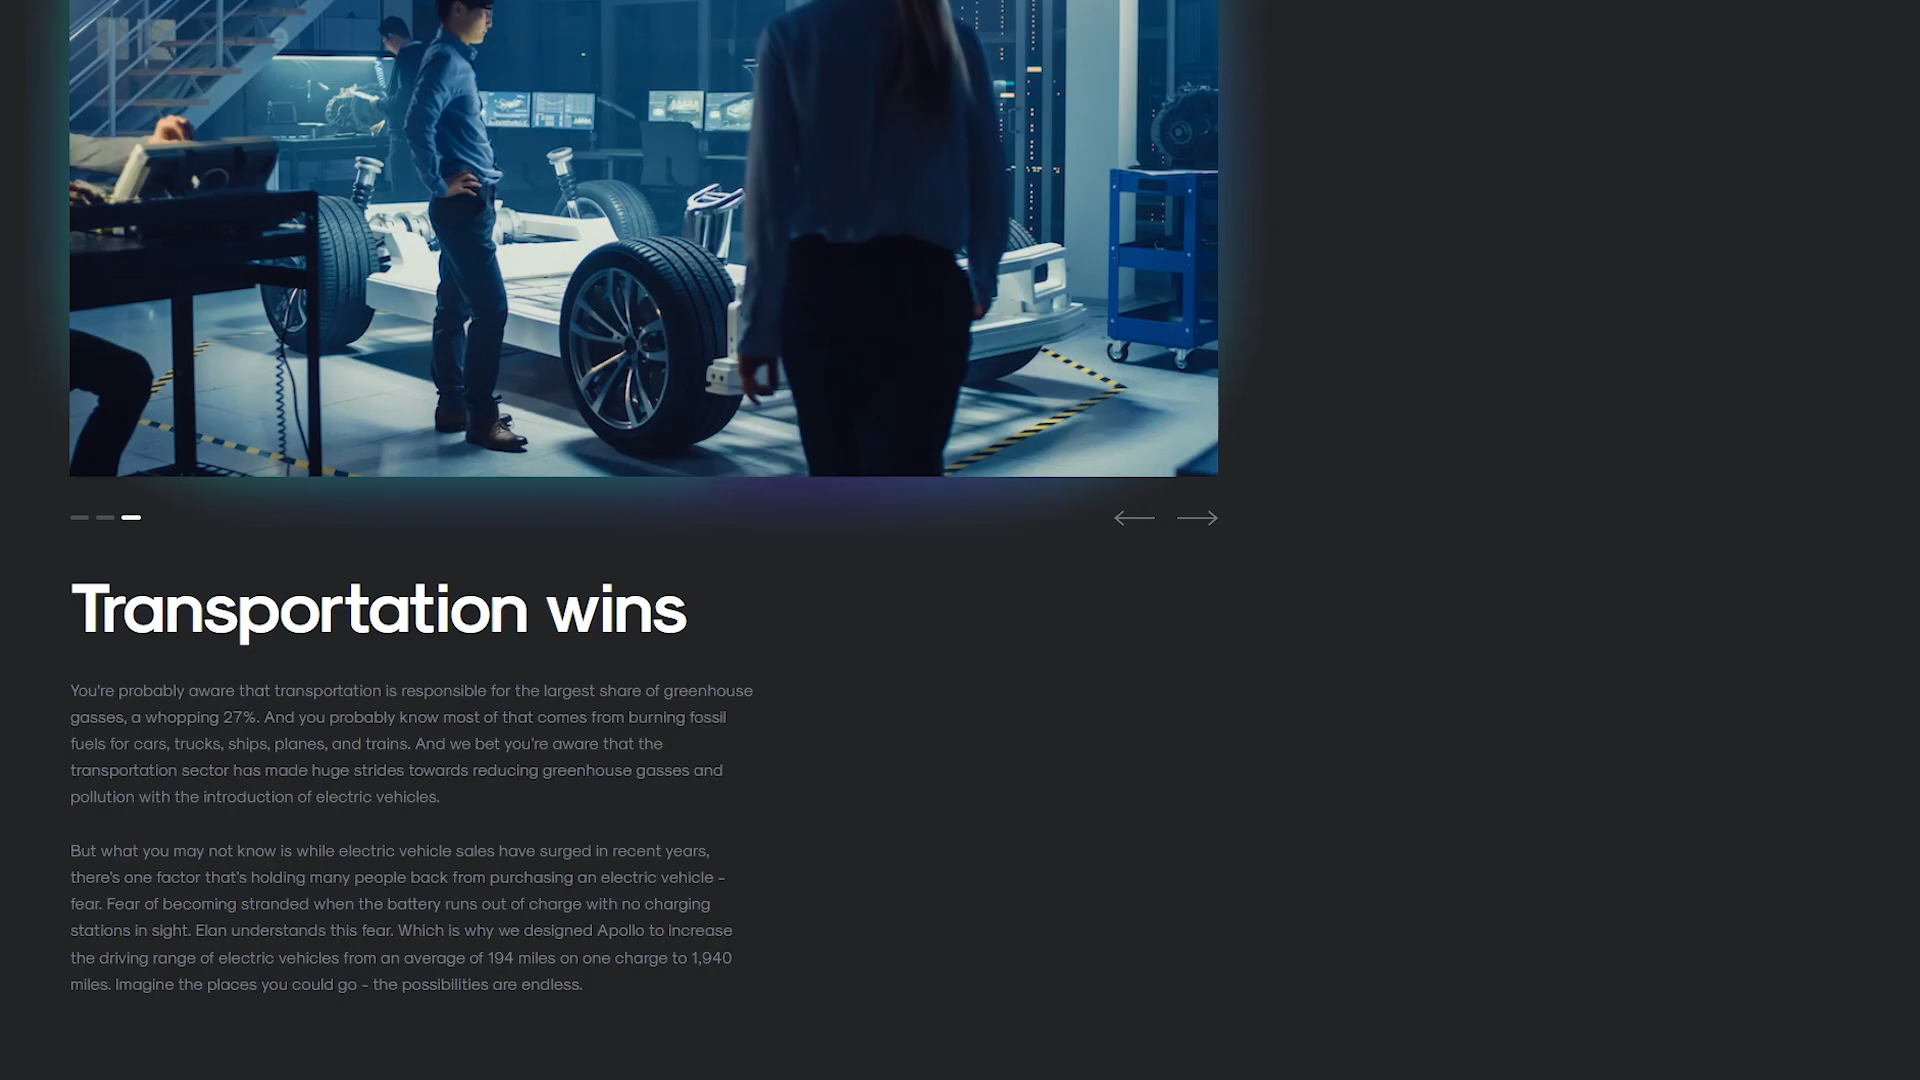 Transportation wins
You're probably aware that transportation is responsible for the largest share of greenhouse
gasses, a whopping 27%. And you probably know most of that comes from burning fossil
fuels for cars, trucks, ships, planes, and trains. And we bet you're aware that the
transportation sector has made huge strides towards reducing greenhouse gasses and
pollution with the introduction of electric vehicles.
But what you may not know is while electric vehicle sales have surged in recent years,
there's one factor that's holding many people back from purchasing an electric vehicle -
fear. Fear of becoming stranded when the battery runs out of charge with no charging
stations in sight. Elan understands this fear. Which is why we designed Apollo to increase
the driving range of electric vehicles from an average of 194 miles on one charge to 1,940
miles. Imagine the places you could go - the possibilities are endless.